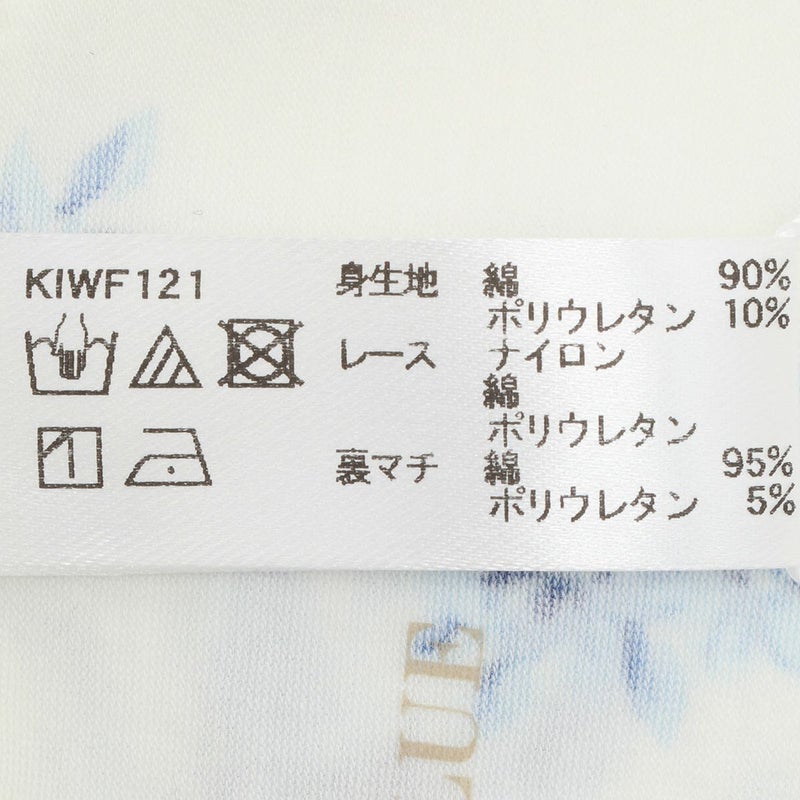 KIWF121
身生地 綿 90%
ポリウレタン 10%
レース ナイロン
綿
ポリウレタン
裏マチ 綿 95%
ポリウレタン 5%
LUE